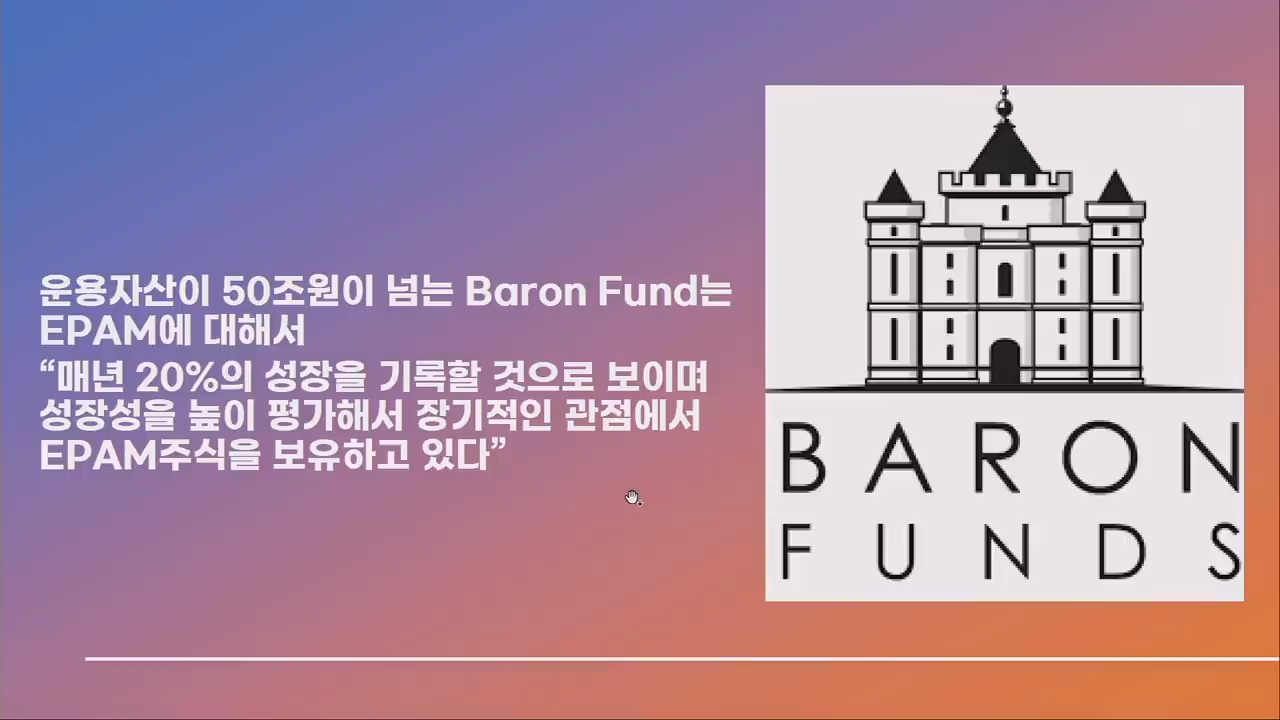 운용자산이 50조원이 넘는 Baron Fund는
EPAM에 대해서
“매년 20%의 성장을 기록할 것으로 보이며
성장성을 높이 평가해서 장기적인 관점에서
EPAM주식을 보유하고 있다”
BARON
FUNDS